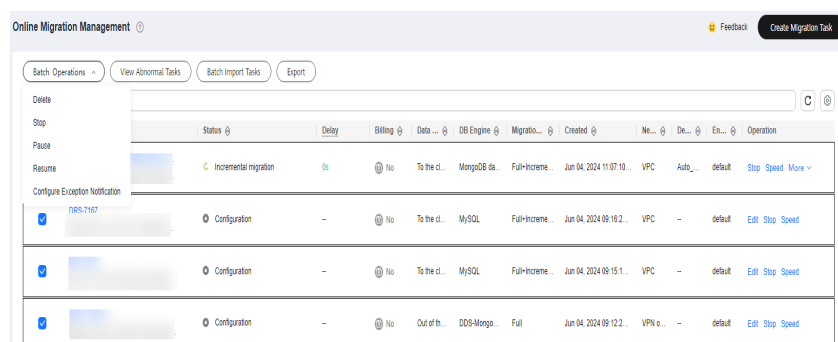 Online Migration Management
Feedback
Create Migration Task
Batch Operations
View Abnormal Tasks
Batch Import Tasks
Export
Delete
Stop
Pause
Resume
Configure Exception Notification
Status
Delay
Billing
Data ...
DB Engine
Migratio...
Created
Ne...
De...
En...
Operation
Incremental migration
0s
No
To the cl...
MongoDB da...
Full+Increme...
Jun 04, 2024 11:07:10...
VPC
Auto_...
default
Stop Speed More
DRS-7167
Configuration
--
No
To the cl...
MySQL
Full+Increme...
Jun 04, 2024 09:16:2...
VPC
--
default
Edit Stop Speed
Configuration
--
No
To the cl...
MySQL
Full+Increme...
Jun 04, 2024 09:15:1...
VPC
--
default
Edit Stop Speed
Configuration
--
No
Out of th...
DDS-Mongo...
Full
Jun 04, 2024 09:12:2...
VPN o...
--
default
Edit Stop Speed